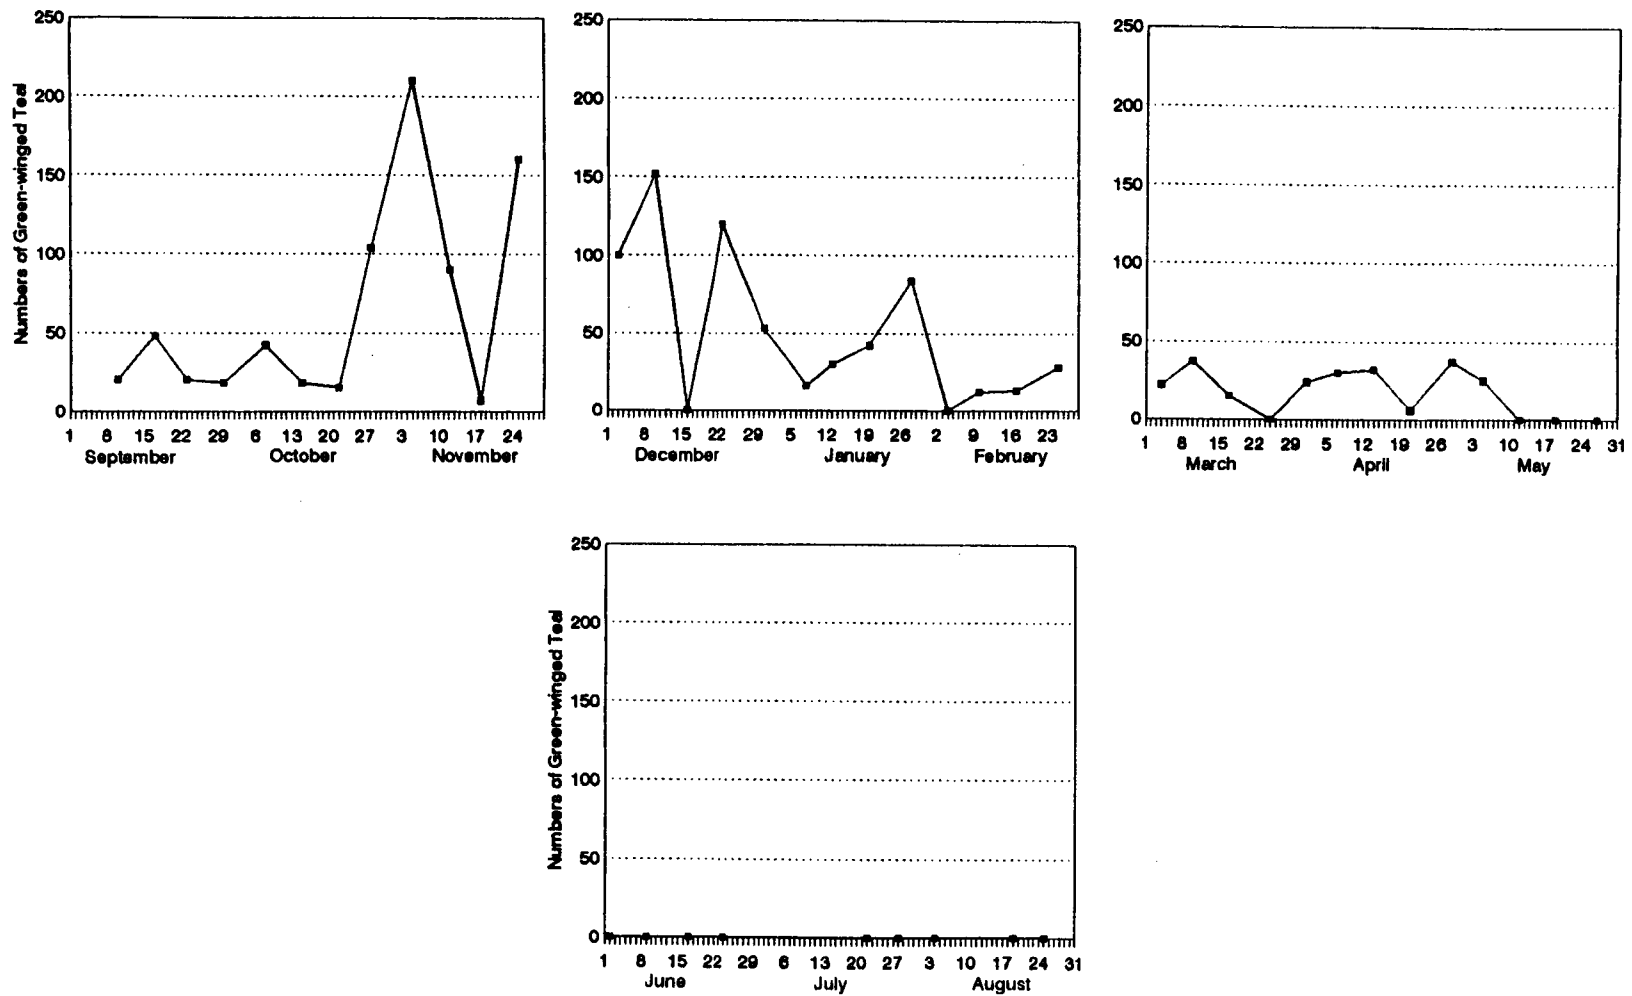 Numbers of Green-winged Teal
250
200
150
100
50
0
1 8 15 22 29 6 13 20 27 3 10 17 24
September October November
250
200
150
100
50
0
1 8 15 22 29 5 12 19 26 2 9 16 23
December January February
250
200
150
100
50
0
1 8 15 22 29 5 12 19 26 3 10 17 24 31
March April May
Numbers of Green-winged Teal
250
200
150
100
50
0
1 8 15 22 29 6 13 20 27 3 10 17 24 31
June July August